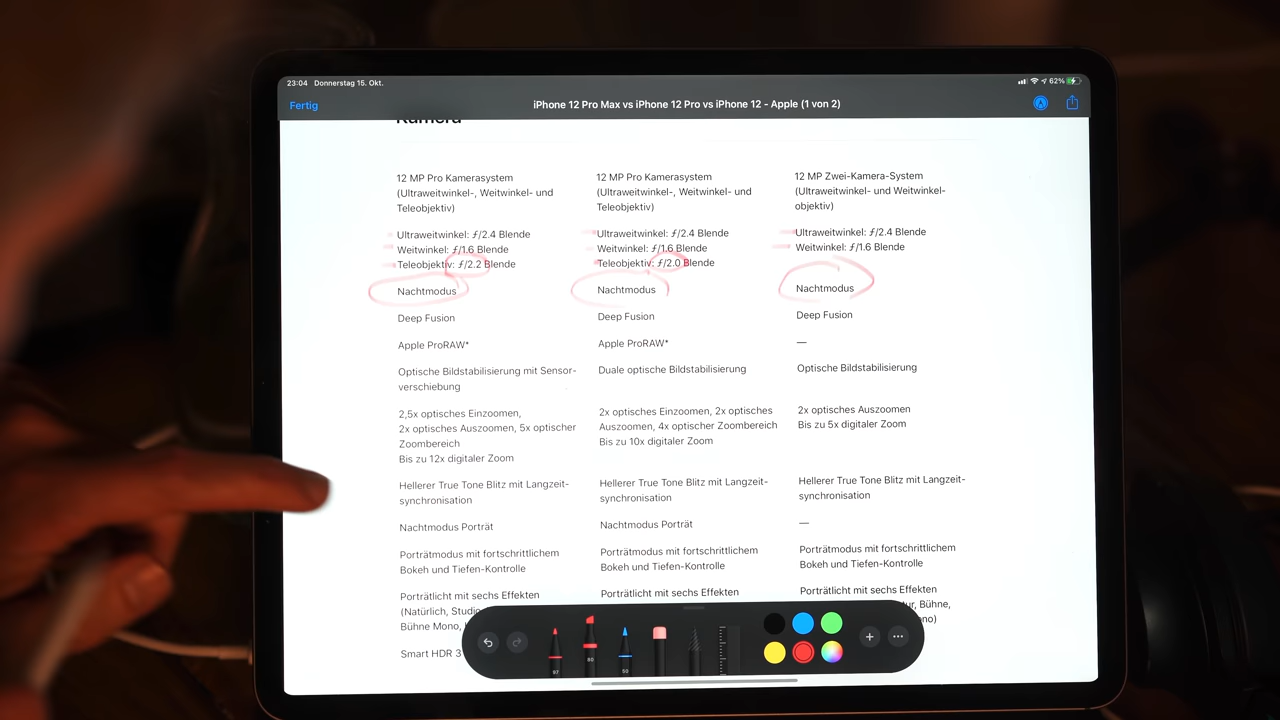 23:04 Donnerstag 15. Okt.
62%
Fertig
iPhone 12 Pro Max vs iPhone 12 Pro vs iPhone 12 - Apple (1 von 2)
Kamera
12 MP Pro Kamerasystem
(Ultraweitwinkel-, Weitwinkel- und
Teleobjektiv)
Ultraweitwinkel: ƒ/2.4 Blende
Weitwinkel: ƒ/1.6 Blende
Teleobjektiv: ƒ/2.2 Blende
Nachtmodus
Deep Fusion
Apple ProRAW*
Optische Bildstabilisierung mit Sensor-
verschiebung
2,5x optisches Einzoomen,
2x optisches Auszoomen, 5x optischer
Zoombereich
Bis zu 12x digitaler Zoom
Hellerer True Tone Blitz mit Langzeit-
synchronisation
Nachtmodus Porträt
Porträtmodus mit fortschrittlichem
Bokeh und Tiefen-Kontrolle
Porträtlicht mit sechs Effekten
(Natürlich, Studio
Bühne Mono,
Smart HDR 3
12 MP Pro Kamerasystem
(Ultraweitwinkel-, Weitwinkel- und
Teleobjektiv)
Ultraweitwinkel: ƒ/2.4 Blende
Weitwinkel: ƒ/1.6 Blende
Teleobjektiv: ƒ/2.0 Blende
Nachtmodus
Deep Fusion
Apple ProRAW*
Duale optische Bildstabilisierung
2x optisches Einzoomen, 2x optisches
Auszoomen, 4x optischer Zoombereich
Bis zu 10x digitaler Zoom
Hellerer True Tone Blitz mit Langzeit-
synchronisation
Nachtmodus Porträt
Porträtmodus mit fortschrittlichem
Bokeh und Tiefen-Kontrolle
Porträtlicht mit sechs Effekten
12 MP Zwei-Kamera-System
(Ultraweitwinkel- und Weitwinkel-
objektiv)
Ultraweitwinkel: ƒ/2.4 Blende
Weitwinkel: ƒ/1.6 Blende
Nachtmodus
Deep Fusion
—
Optische Bildstabilisierung
2x optisches Auszoomen
Bis zu 5x digitaler Zoom
Hellerer True Tone Blitz mit Langzeit-
synchronisation
—
Porträtmodus mit fortschrittlichem
Bokeh und Tiefen-Kontrolle
Porträtlicht mit sechs Effekten
Bühne,
97 80 50